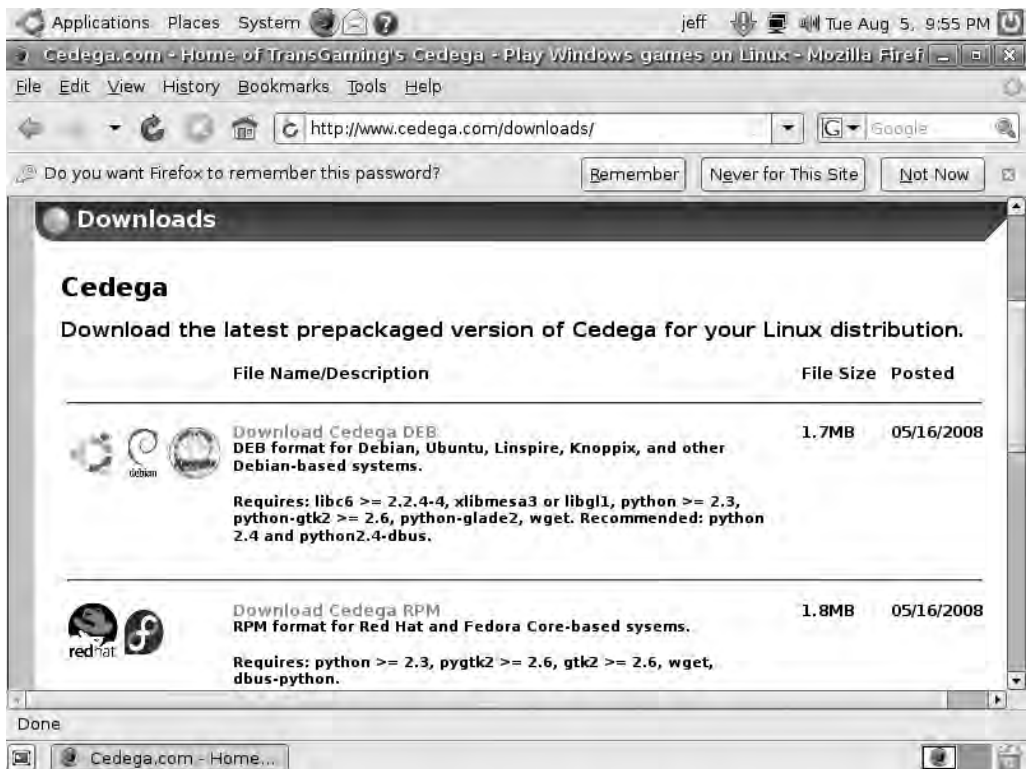 Applications Places System
jeff
Tue Aug 5, 9:55 PM
Cedega.com - Home of TransGaming's Cedega - Play Windows games on Linux - Mozilla Firef
File Edit View History Bookmarks Tools Help
http://www.cedega.com/downloads/
G
Google
Do you want Firefox to remember this password?
Remember
Never for This Site
Not Now
Downloads
Cedega
Download the latest prepackaged version of Cedega for your Linux distribution.
File Name/Description File Size Posted
Download Cedega DEB 1.7MB 05/16/2008
DEB format for Debian, Ubuntu, Linspire, Knoppix, and other
Debian-based systems.
debian
Requires: libc6 >= 2.2.4-4, xlibmesa3 or libgl1, python >= 2.3,
python-gtk2 >= 2.6, python-glade2, wget. Recommended: python
2.4 and python2.4-dbus.
Download Cedega RPM 1.8MB 05/16/2008
RPM format for Red Hat and Fedora Core-based sysems.
redhat
Requires: python >= 2.3, pygtk2 >= 2.6, gtk2 >= 2.6, wget,
dbus-python.
Done
Cedega.com - Home...